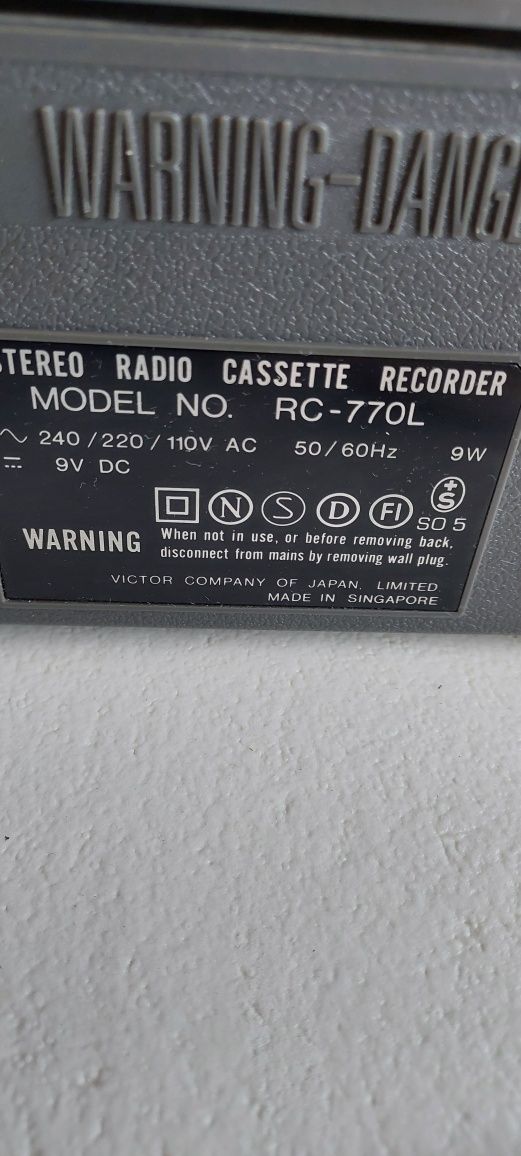 WARNING-DANG
STEREO RADIO CASSETTE RECORDER
MODEL NO. RC-770L
240/220/110V AC 50/60Hz 9W
9V DC
N S D FI +S
SO 5
WARNING When not in use, or before removing back,
disconnect from mains by removing wall plug.
VICTOR COMPANY OF JAPAN, LIMITED
MADE IN SINGAPORE